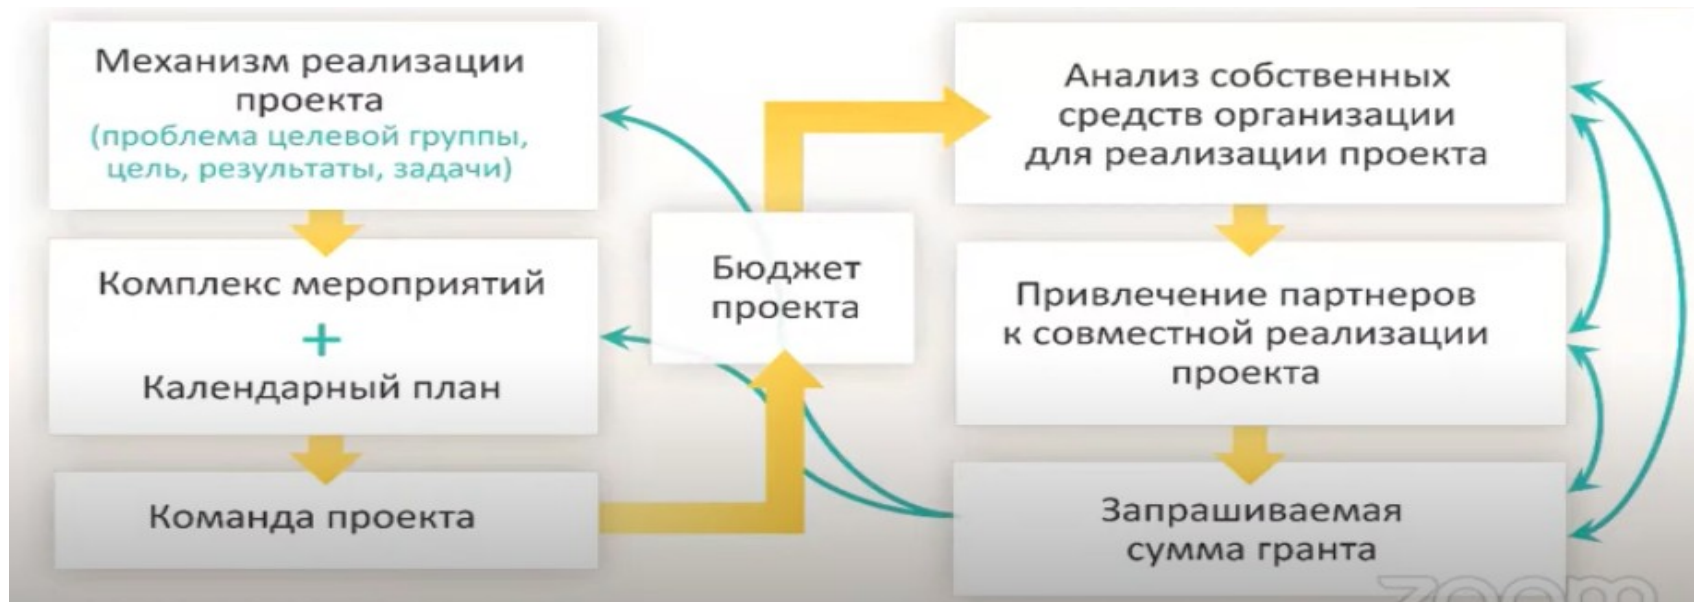 Механизм реализации
проекта
(проблема целевой группы,
цель, результаты, задачи)
Комплекс мероприятий
+
Календарный план
Команда проекта
Бюджет
проекта
Анализ собственных
средств организации
для реализации проекта
Привлечение партнеров
к совместной реализации
проекта
Запрашиваемая
сумма гранта
zoom